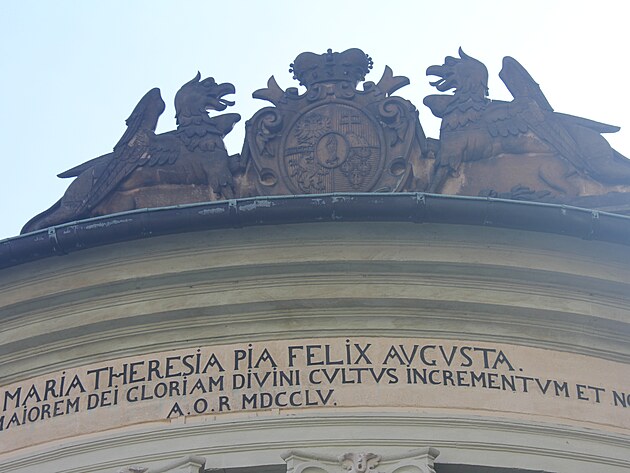 MARIA THERESIA PIA FELIX AVGVSTA.
MAIOREM DEI GLORIAM DIVINI CVLTVS INCREMENTVM ET
A.O.R MDCCLV.